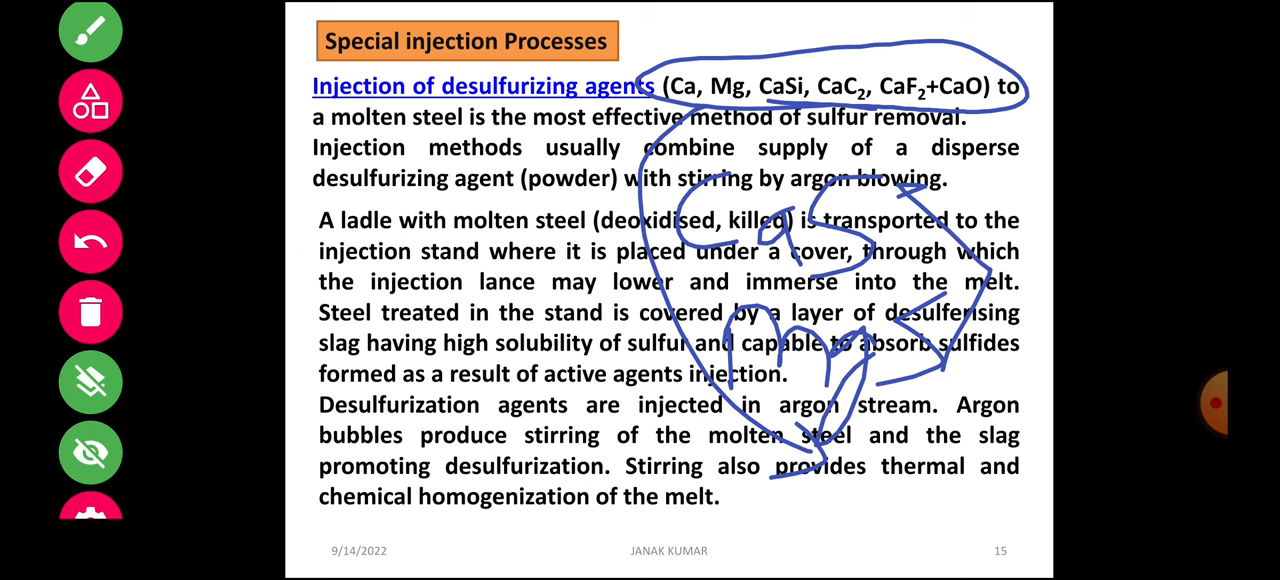 Special injection Processes
Injection of desulfurizing agents (Ca, Mg, CaSi, CaC₂, CaF₂+CaO) to
a molten steel is the most effective method of sulfur removal.
Injection methods usually combine supply of a disperse
desulfurizing agent (powder) with stirring by argon blowing.
CaS
A ladle with molten steel (deoxidised, killed) is transported to the
injection stand where it is placed under a cover, through which
the injection lance may lower and immerse into the melt.
Steel treated in the stand is covered by a layer of desulferising
MgS
slag having high solubility of sulfur and capable to absorb sulfides
formed as a result of active agents injection.
Desulfurization agents are injected in argon stream. Argon
bubbles produce stirring of the molten steel and the slag
promoting desulfurization. Stirring also provides thermal and
chemical homogenization of the melt.
9/14/2022 JANAK KUMAR 15